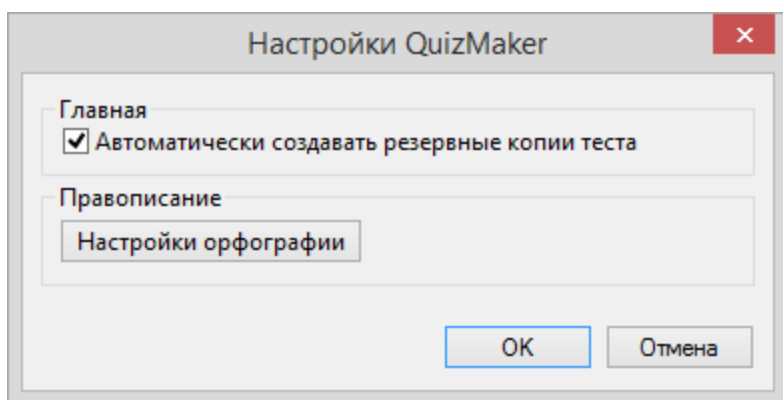 Настройки QuizMaker
Главная
Автоматически создавать резервные копии теста
Правописание
Настройки орфографии
OK
Отмена